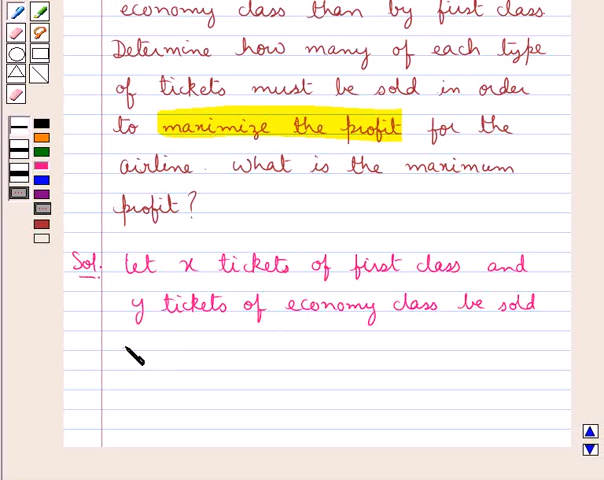 economy class than by first class
Determine how many of each type
of tickets must be sold in order
to maximize the profit for the
airline. What is the maximum
profit?
Sol. Let x tickets of first class and
y tickets of economy class be sold